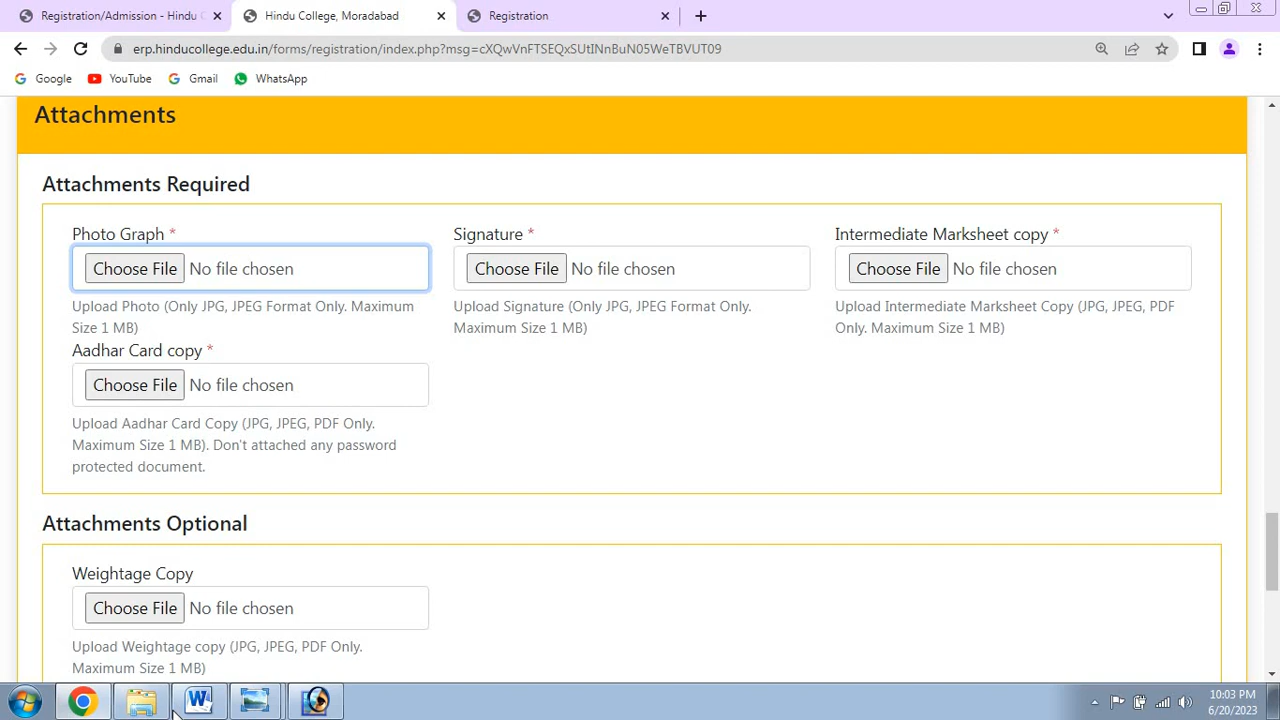 Registration/Admission - Hindu C
Hindu College, Moradabad
Registration
erp.hinducollege.edu.in/forms/registration/index.php?msg=cXQwVnFTSEQxSUtINnBuN05WeTBVUT09
Google
YouTube
Gmail
WhatsApp
Attachments
Attachments Required
Photo Graph *
Signature *
Intermediate Marksheet copy *
Choose File No file chosen
Choose File No file chosen
Choose File No file chosen
Upload Photo (Only JPG, JPEG Format Only. Maximum
Size 1 MB)
Upload Signature (Only JPG, JPEG Format Only.
Maximum Size 1 MB)
Upload Intermediate Marksheet Copy (JPG, JPEG, PDF
Only. Maximum Size 1 MB)
Aadhar Card copy *
Choose File No file chosen
Upload Aadhar Card Copy (JPG, JPEG, PDF Only.
Maximum Size 1 MB). Don't attached any password
protected document.
Attachments Optional
Weightage Copy
Choose File No file chosen
Upload Weightage copy (JPG, JPEG, PDF Only.
Maximum Size 1 MB)
10:03 PM
6/20/2023